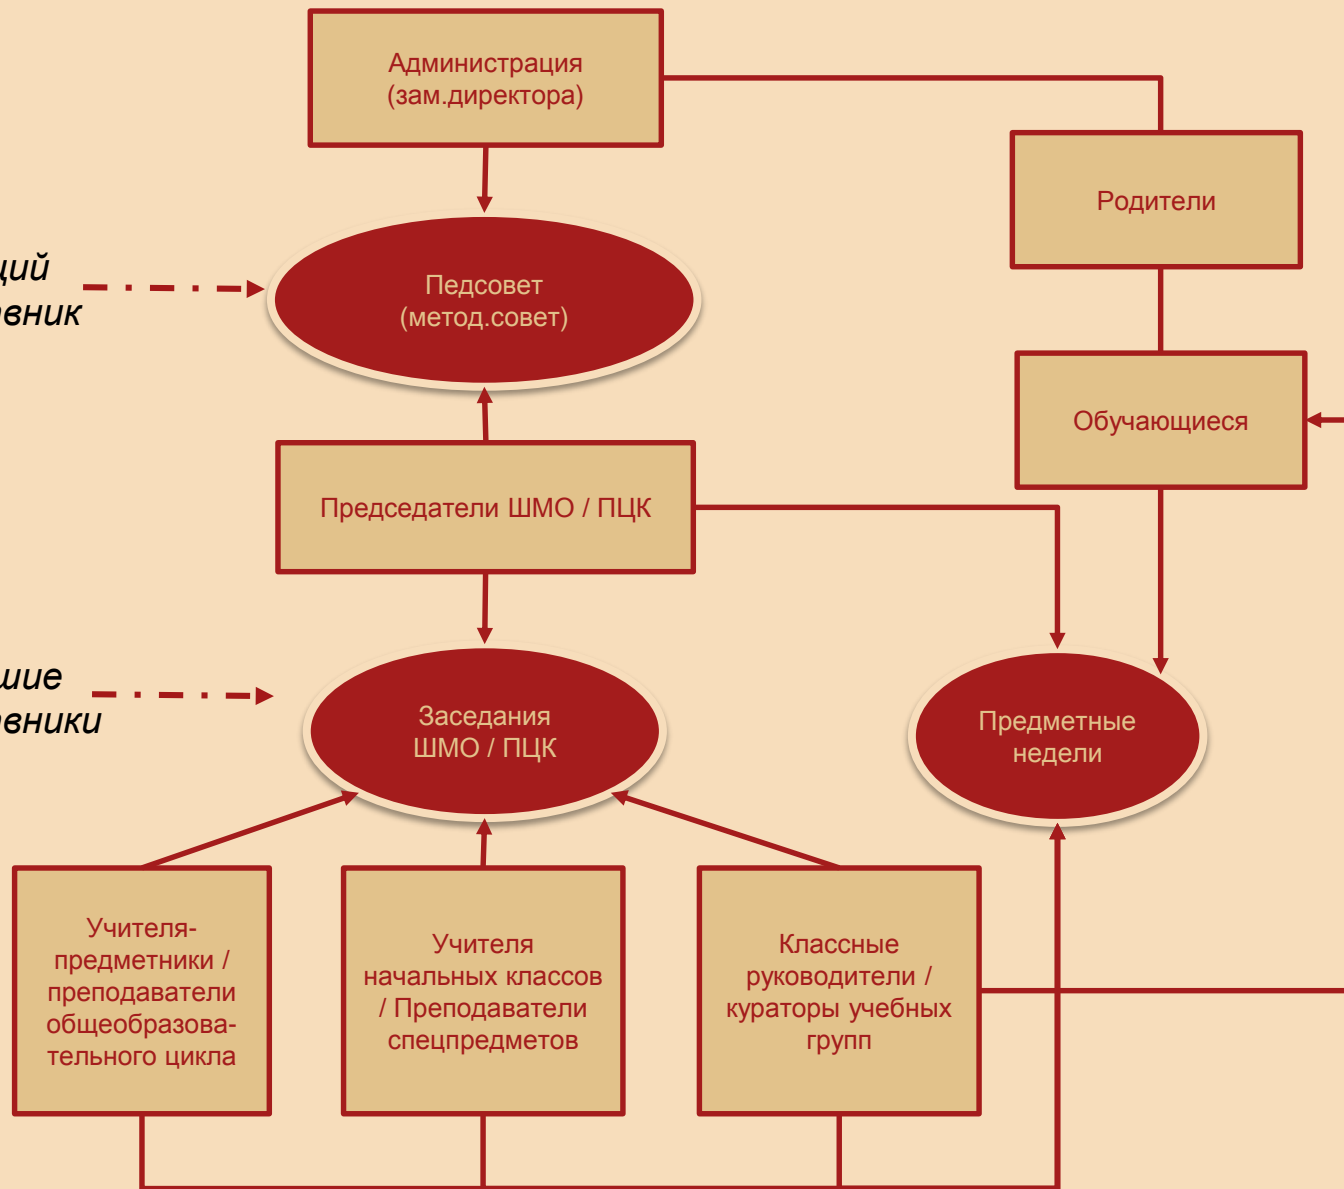 Администрация
(зам.директора)
Родители
Педсовет
(метод.совет)
Обучающиеся
Председатели ШМО / ПЦК
Заседания
ШМО / ПЦК
Предметные
недели
Учителя-
предметники /
преподаватели
общеобразова-
тельного цикла
Учителя
начальных классов
/ Преподаватели
спецпредметов
Классные
руководители /
кураторы учебных
групп